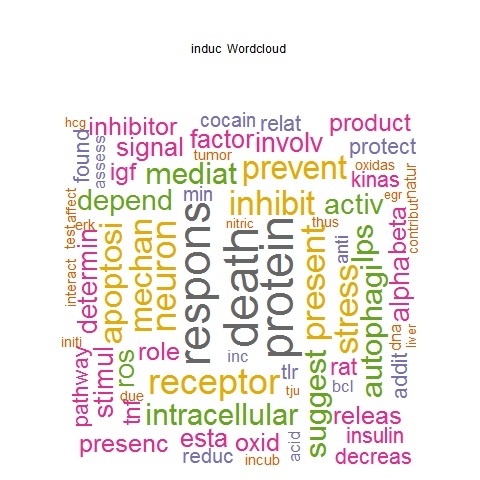 induc Wordcloud
hcg
inhibitor
cocain
relat
product
signal
factor
involv
protect
found
assess
igf
mediat
tumor
prevent
oxidas
kinas
natur
depend
min
inhibit
activ
egr
contribut
affect
test
erk
interact
determin
apoptosi
mechan
neuron
respons
nitric
death
protein
present
thus
anti
stress
lps
autophagi
alpha
beta
dna
liver
initi
pathway
stimul
ros
role
inc
tlr
rat
addit
receptor
tju
bcl
due
tnf
intracellular
suggest
releas
presenc
esta
oxid
acid
insulin
reduc
incub
decreas